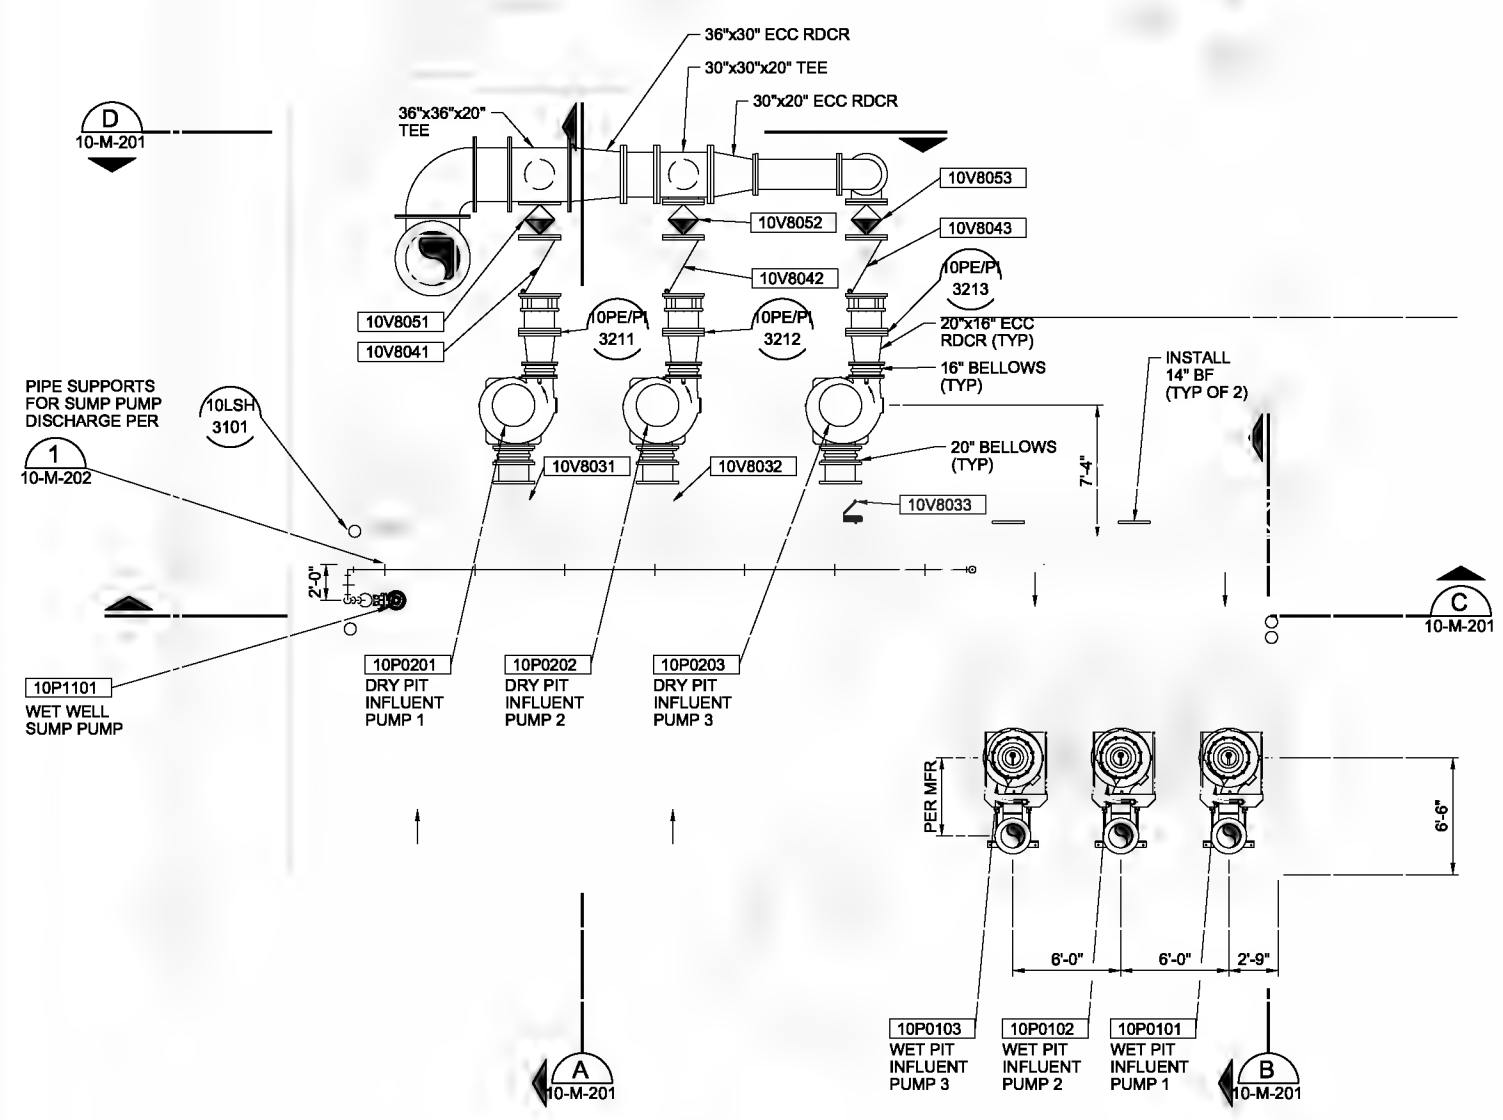 36"x30" ECC RDCR
30"x30"x20" TEE
30"x20" ECC RDCR
36"x36"x20"
TEE
D
10-M-201
10V8053
10V8052
10V8043
10V8042
10PE/PI
3213
10V8051
10V8041
10PE/PI
3211
10PE/PI
3212
20"x16" ECC
RDCR (TYP)
16" BELLOWS
(TYP)
INSTALL
14" BF
(TYP OF 2)
PIPE SUPPORTS
FOR SUMP PUMP
DISCHARGE PER
1
10-M-202
10LSH
3101
20" BELLOWS
(TYP)
7'-4"
10V8031
10V8032
10V8033
2'-0"
C
10-M-201
10P1101
WET WELL
SUMP PUMP
10P0201
DRY PIT
INFLUENT
PUMP 1
10P0202
DRY PIT
INFLUENT
PUMP 2
10P0203
DRY PIT
INFLUENT
PUMP 3
PER MFR
6'-6"
6'-0"
6'-0"
2'-9"
10P0103
WET PIT
INFLUENT
PUMP 3
10P0102
WET PIT
INFLUENT
PUMP 2
10P0101
WET PIT
INFLUENT
PUMP 1
A
10-M-201
B
10-M-201